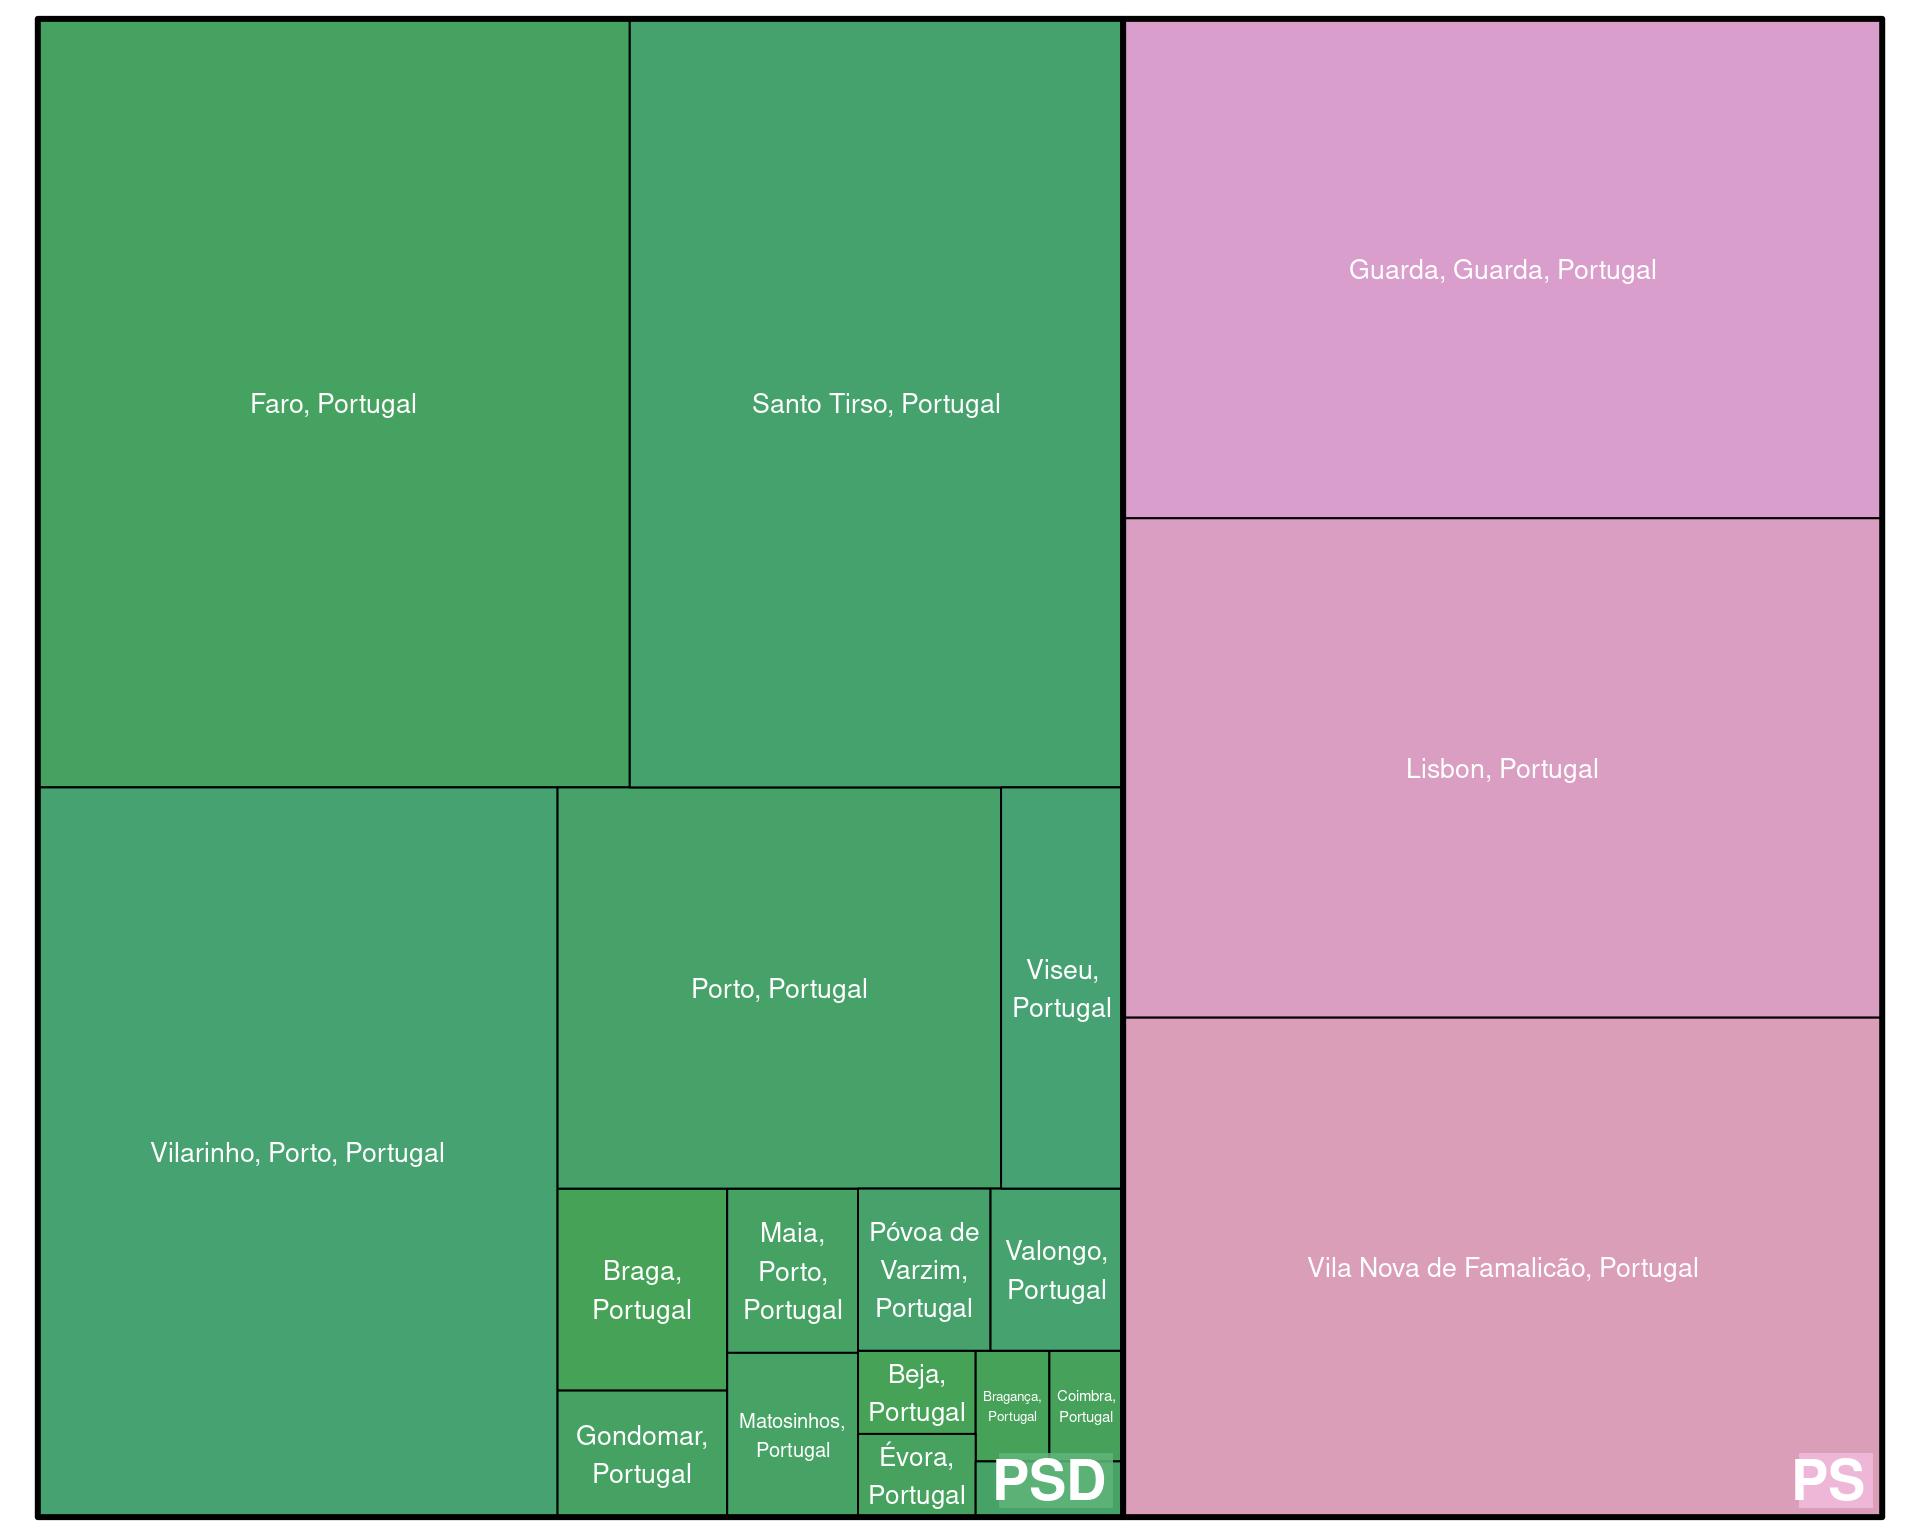 Faro, Portugal
Santo Tirso, Portugal
Guarda, Guarda, Portugal
Lisbon, Portugal
Vilarinho, Porto, Portugal
Porto, Portugal
Viseu,
Portugal
Braga,
Portugal
Maia,
Porto,
Portugal
Póvoa de
Varzim,
Portugal
Valongo,
Portugal
Gondomar,
Portugal
Matosinhos,
Portugal
Beja,
Portugal
Bragança,
Portugal
Coimbra,
Portugal
Évora,
Portugal
PSD
Vila Nova de Famalicão, Portugal
PS